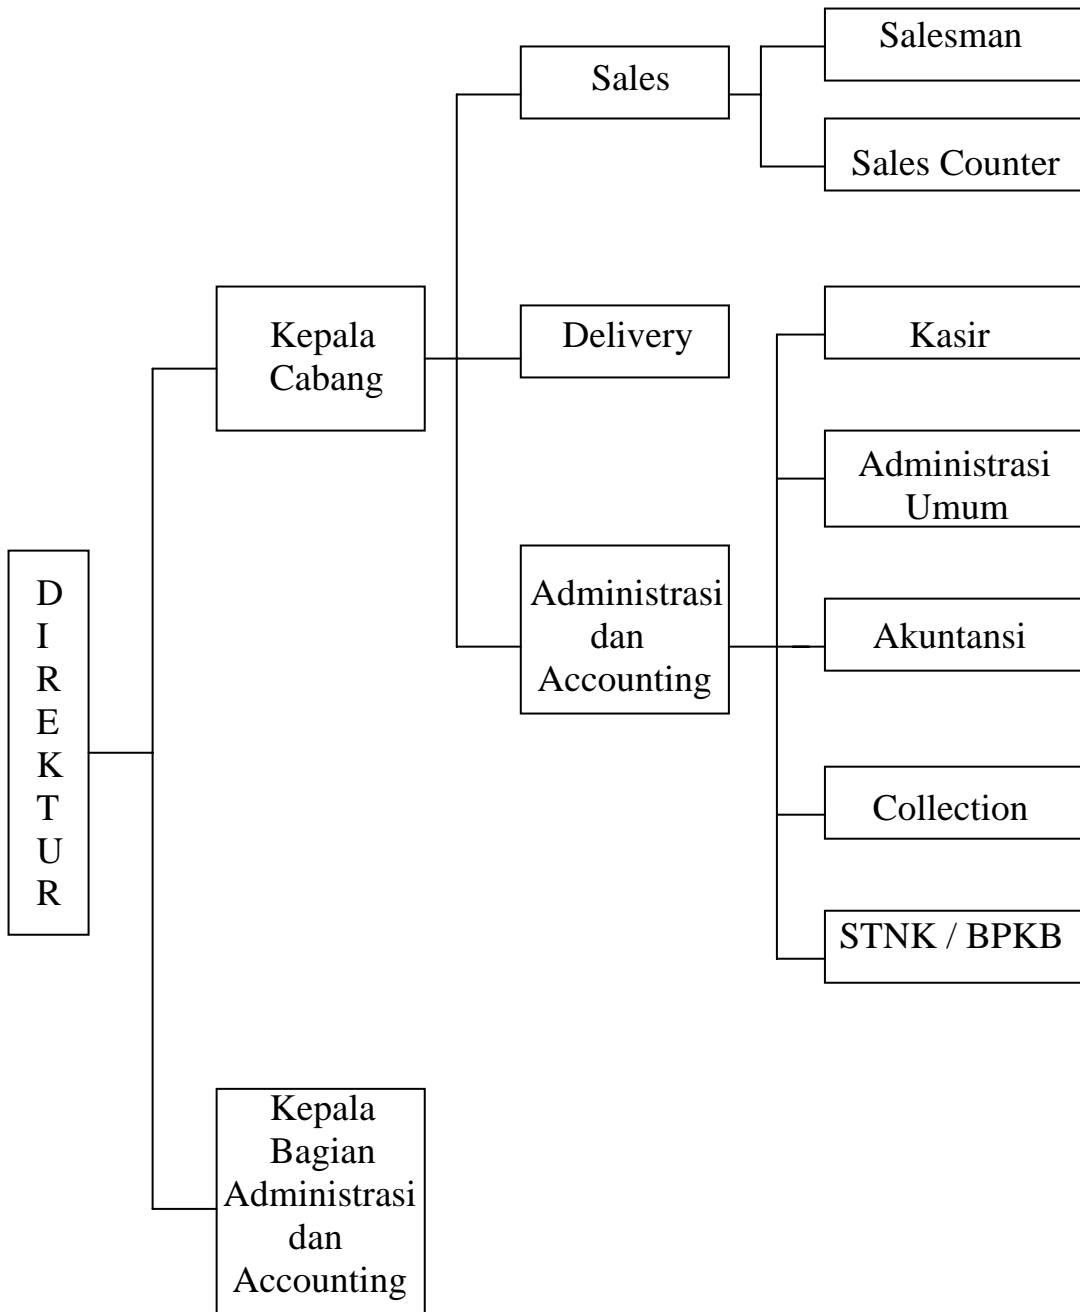 Salesman
Sales
Sales Counter
Kepala
Cabang
Delivery
Kasir
Administrasi
Umum
Administrasi
dan
Accounting
Akuntansi
D
I
R
E
K
T
U
R
Collection
STNK / BPKB
Kepala
Bagian
Administrasi
dan
Accounting